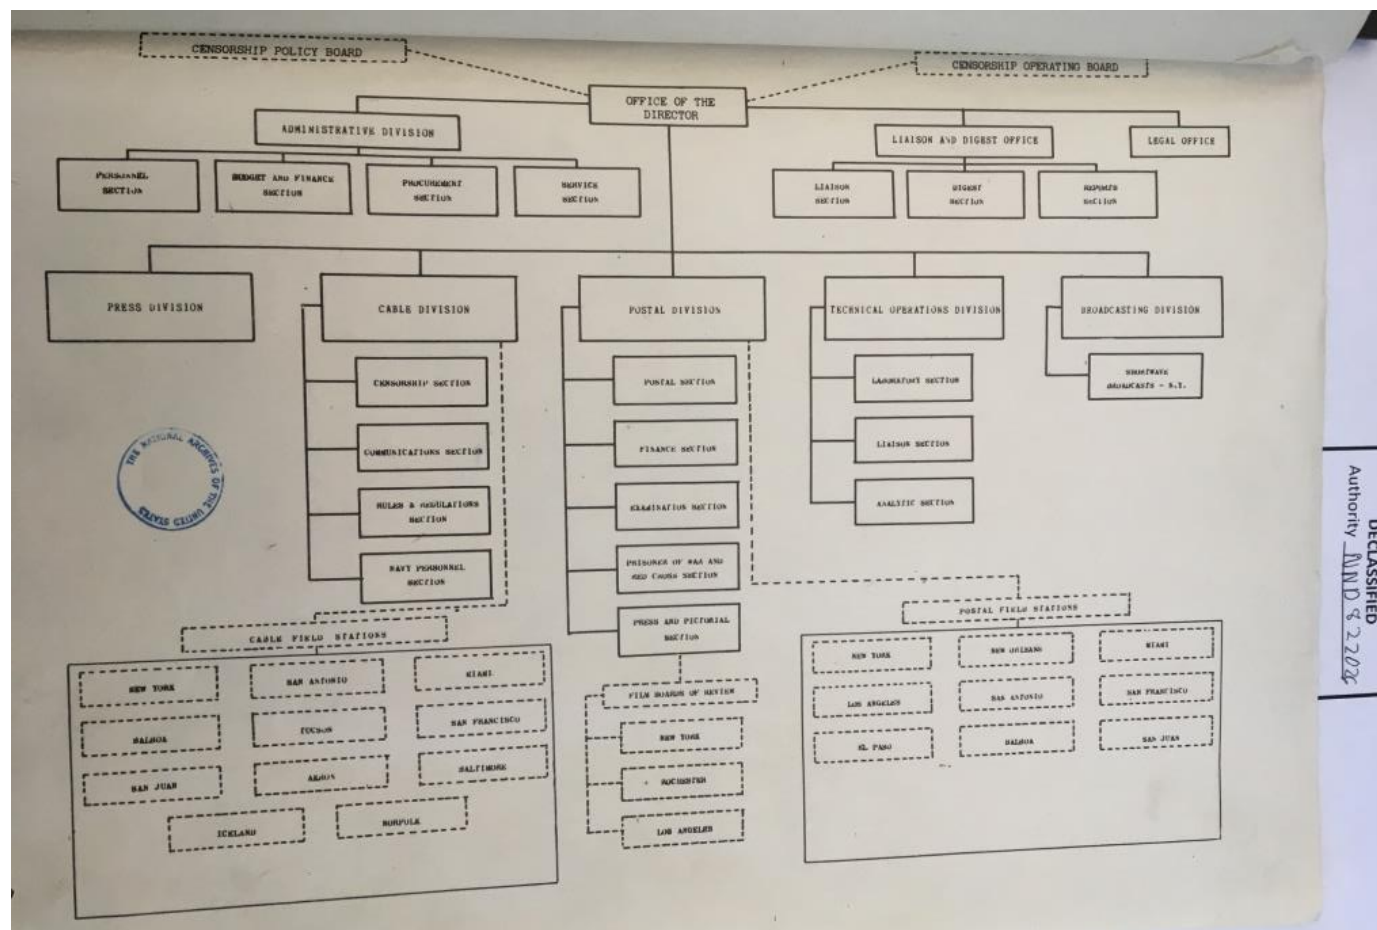 CENSORSHIP POLICY BOARD
CENSORSHIP OPERATING BOARD
OFFICE OF THE
DIRECTOR
ADMINISTRATIVE DIVISION
LIAISON AND DIGEST OFFICE
LEGAL OFFICE
PERSONNEL
SECTION
BUDGET AND FINANCE
SECTION
PROCUREMENT
SECTION
SERVICE
SECTION
LIAISON
SECTION
DIGEST
SECTION
REPORTS
SECTION
PRESS DIVISION
CABLE DIVISION
POSTAL DIVISION
TECHNICAL OPERATIONS DIVISION
BROADCASTING DIVISION
CENSORSHIP SECTION
COMMUNICATIONS SECTION
RULES & REGULATIONS
SECTION
NAVY PERSONNEL
SECTION
POSTAL SECTION
FINANCE SECTION
EXAMINATION SECTION
PRISONER OF WAR AND
RED CROSS SECTION
PRESS AND PICTORIAL
SECTION
LABORATORY SECTION
LIAISON SECTION
ANALYTIC SECTION
SHORTWAVE
BROADCASTS - N.Y.
THE NATIONAL ARCHIVES OF THE UNITED STATES
CABLE FIELD STATIONS
NEW YORK
SAN ANTONIO
MIAMI
BALBOA
TUCSON
SAN FRANCISCO
SAN JUAN
AKRON
BALTIMORE
ICELAND
NORFOLK
FILM BOARDS OF REVIEW
NEW YORK
ROCHESTER
LOS ANGELES
POSTAL FIELD STATIONS
NEW YORK
NEW ORLEANS
MIAMI
LOS ANGELES
SAN ANTONIO
SAN FRANCISCO
EL PASO
BALBOA
SAN JUAN
DECLASSIFIED
Authority NND 822026